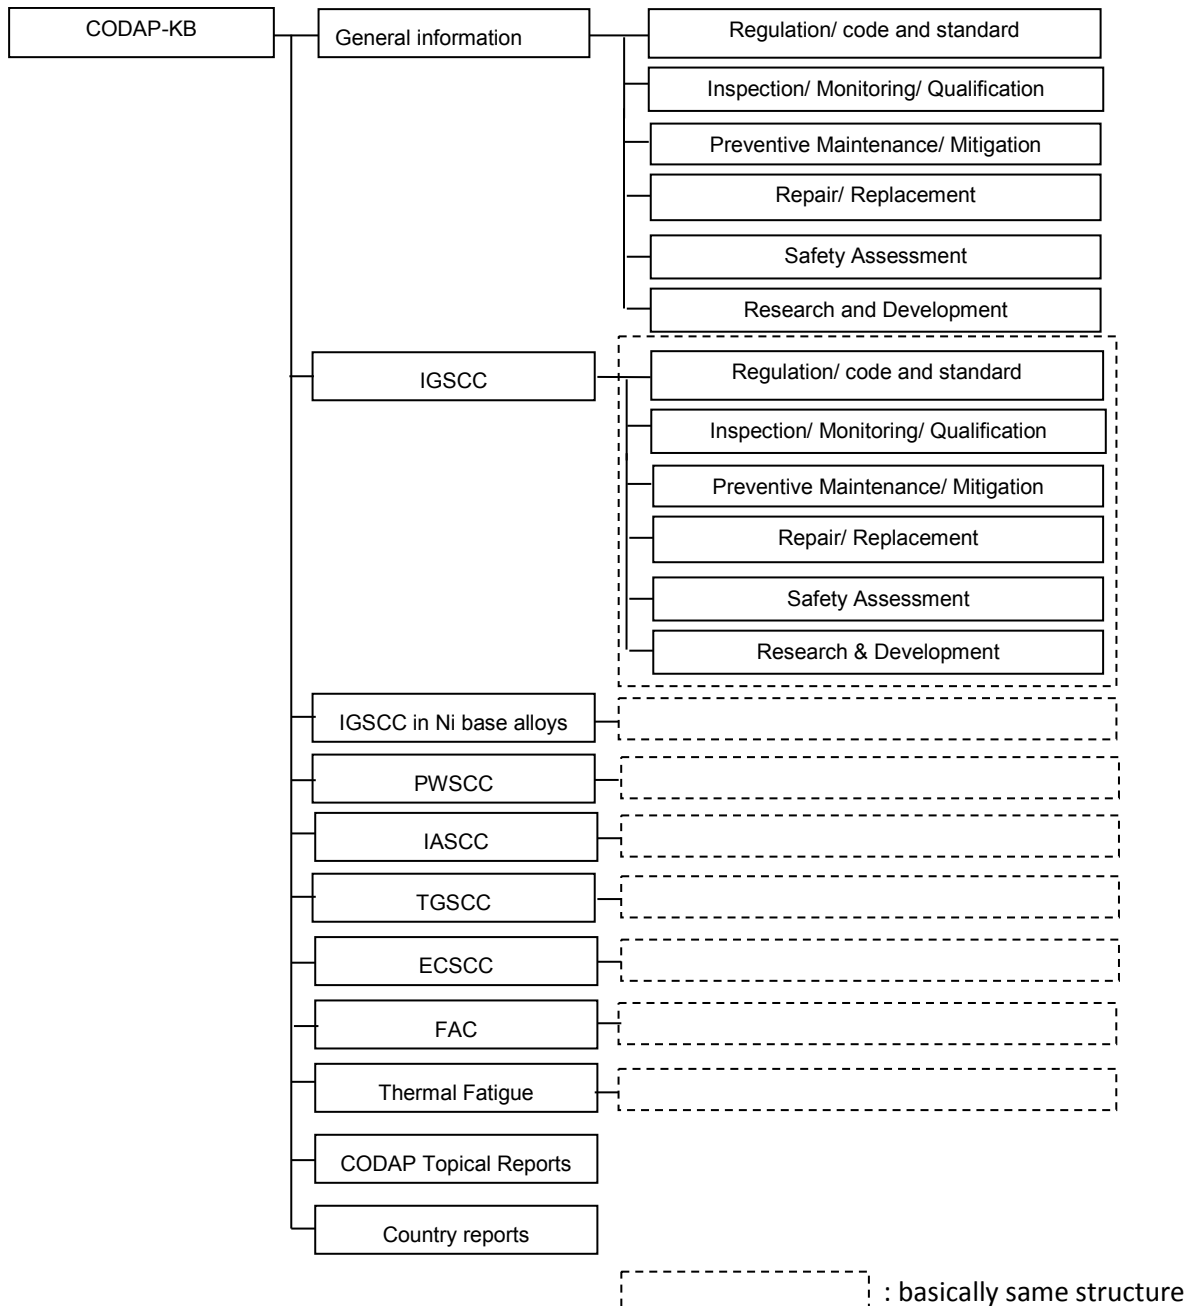 CODAP-KB
General information
Regulation/ code and standard
Inspection/ Monitoring/ Qualification
Preventive Maintenance/ Mitigation
Repair/ Replacement
Safety Assessment
Research and Development
IGSCC
Regulation/ code and standard
Inspection/ Monitoring/ Qualification
Preventive Maintenance/ Mitigation
Repair/ Replacement
Safety Assessment
Research & Development
IGSCC in Ni base alloys
PWSCC
IASCC
TGSCC
ECSCC
FAC
Thermal Fatigue
CODAP Topical Reports
Country reports
: basically same structure